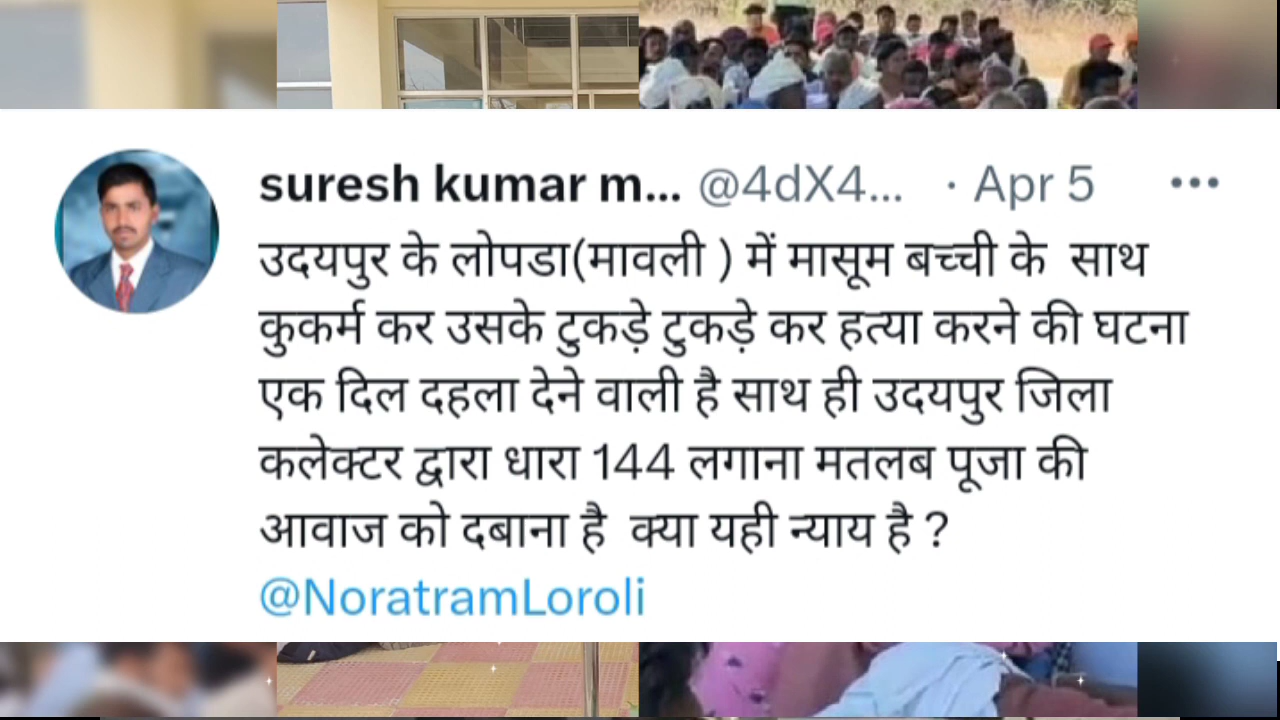 suresh kumar m... @4dX4... · Apr 5 •••
उदयपुर के लोपडा(मावली ) में मासूम बच्ची के साथ
कुकर्म कर उसके टुकड़े टुकड़े कर हत्या करने की घटना
एक दिल दहला देने वाली है साथ ही उदयपुर जिला
कलेक्टर द्वारा धारा 144 लगाना मतलब पूजा की
आवाज को दबाना है क्या यही न्याय है ?
@NoratramLoroli